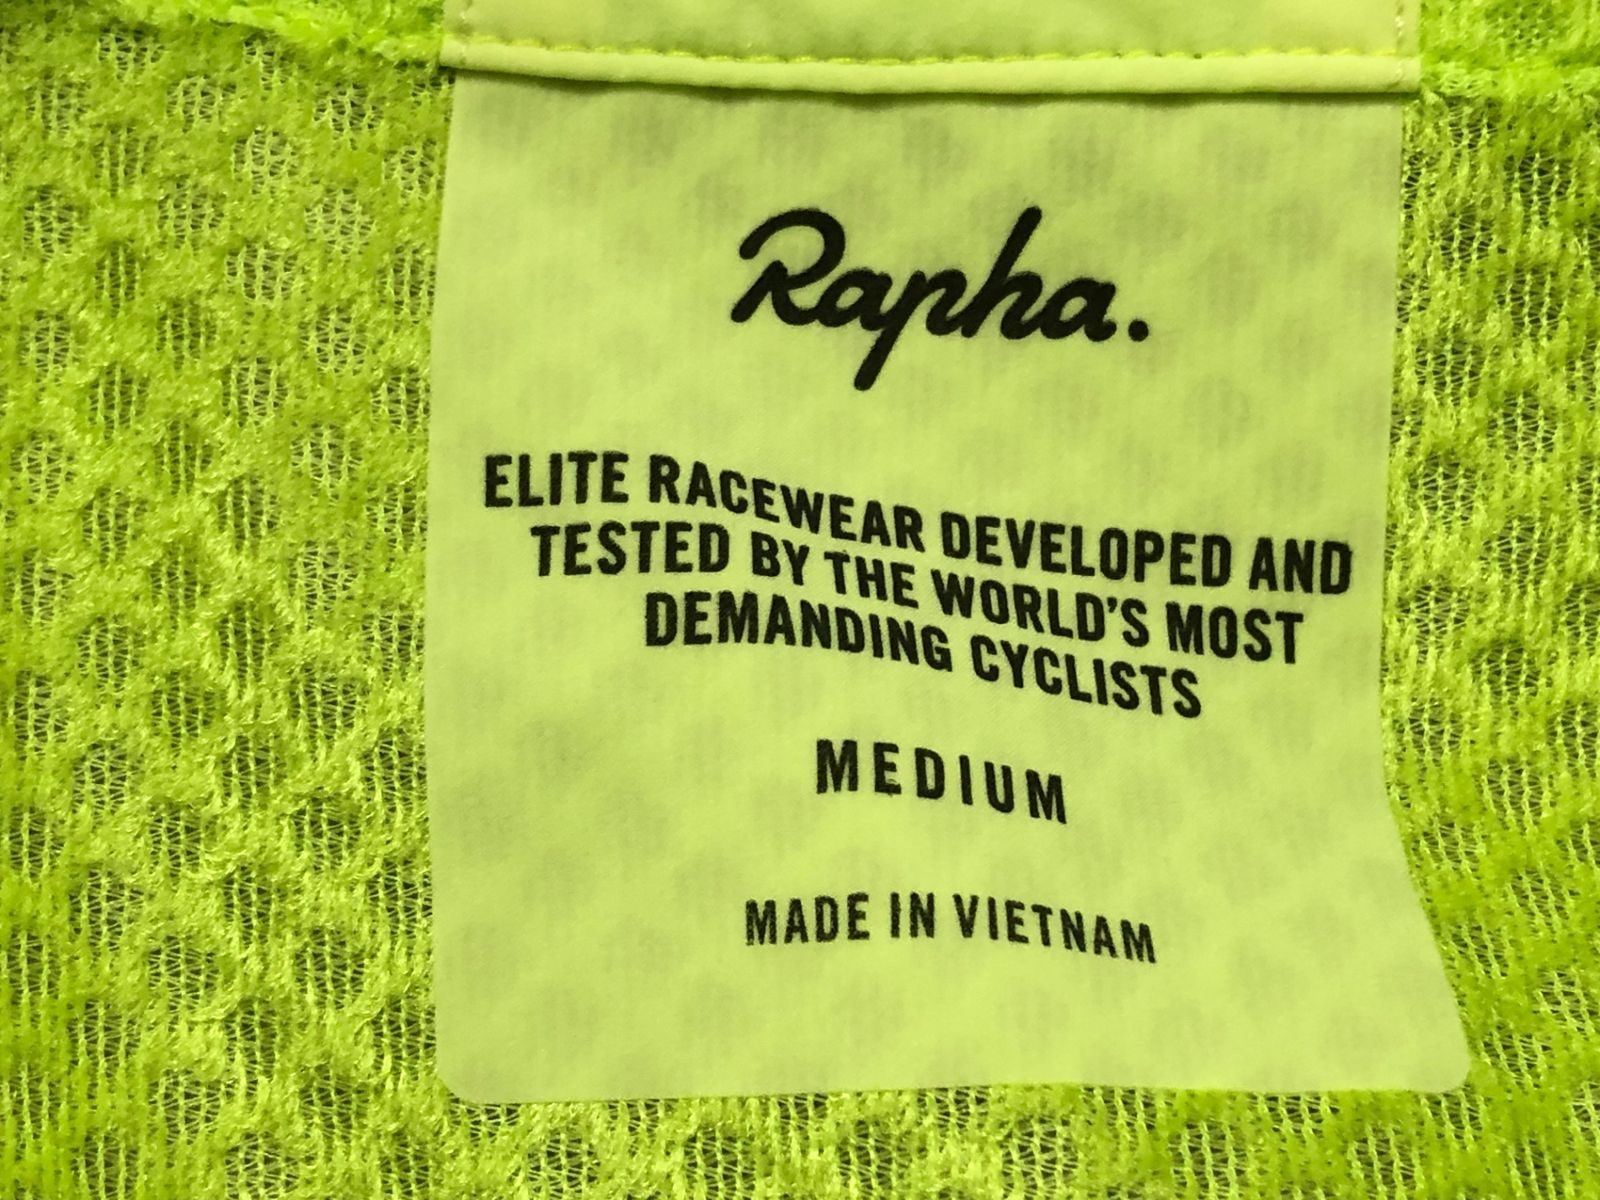 Rapha.
ELITE RACEWEAR DEVELOPED AND
TESTED BY THE WORLD'S MOST
DEMANDING CYCLISTS
MEDIUM
MADE IN VIETNAM